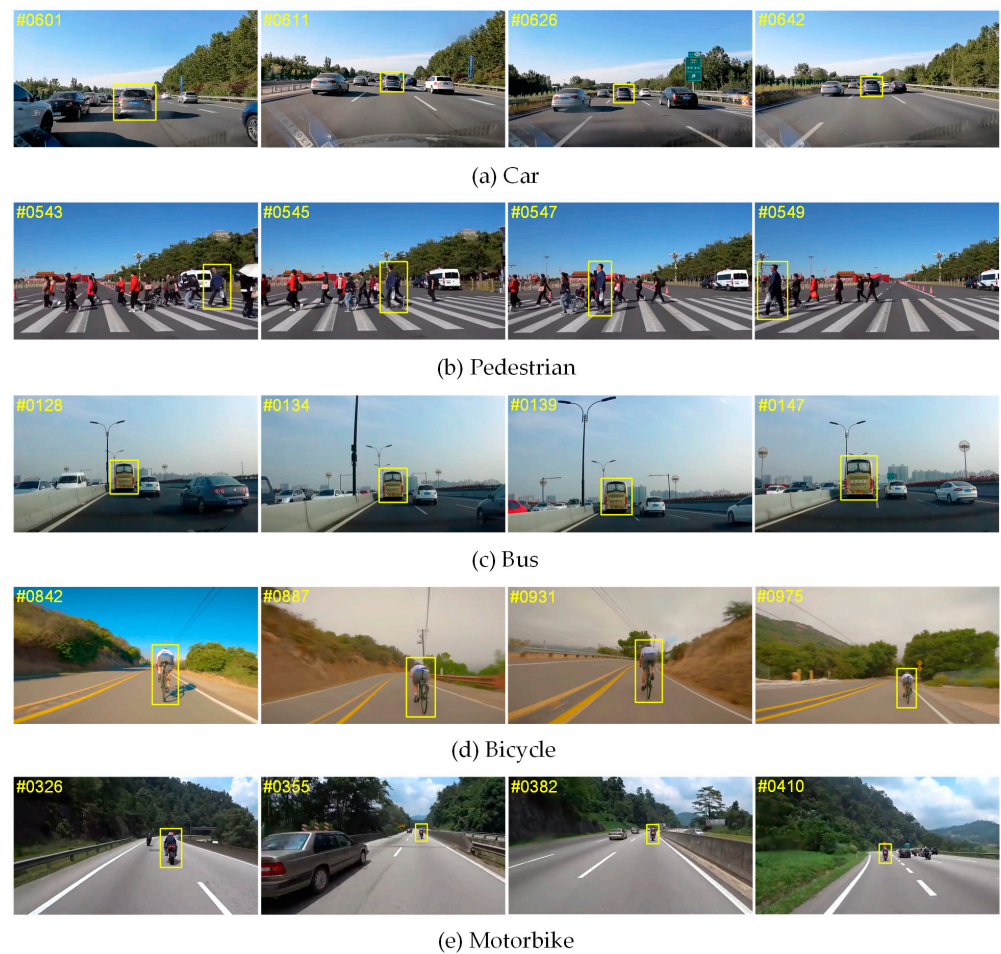 #0601 #0611 #0626 #0642
(a) Car
#0543 #0545 #0547 #0549
(b) Pedestrian
#0128 #0134 #0139 #0147
(c) Bus
#0842 #0887 #0931 #0975
(d) Bicycle
#0326 #0355 #0382 #0410
(e) Motorbike